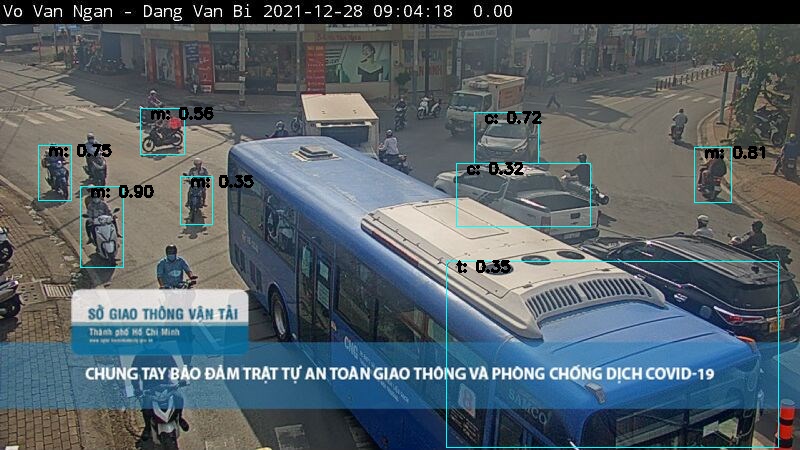 Vo Van Ngan - Dang Van Bi 2021-12-28 09:04:18 0.00
m: 0.56
c: 0.72
m: 0.75
m: 0.81
c: 0.32
m: 0.35
m: 0.90
t: 0.35
SỞ GIAO THÔNG VẬN TẢI
Thành phố Hồ Chí Minh
CNG
CHUNG TAY BẢO ĐẢM TRẬT TỰ AN TOÀN GIAO THÔNG VÀ PHÒNG CHỐNG DỊCH COVID-19
SAMCO